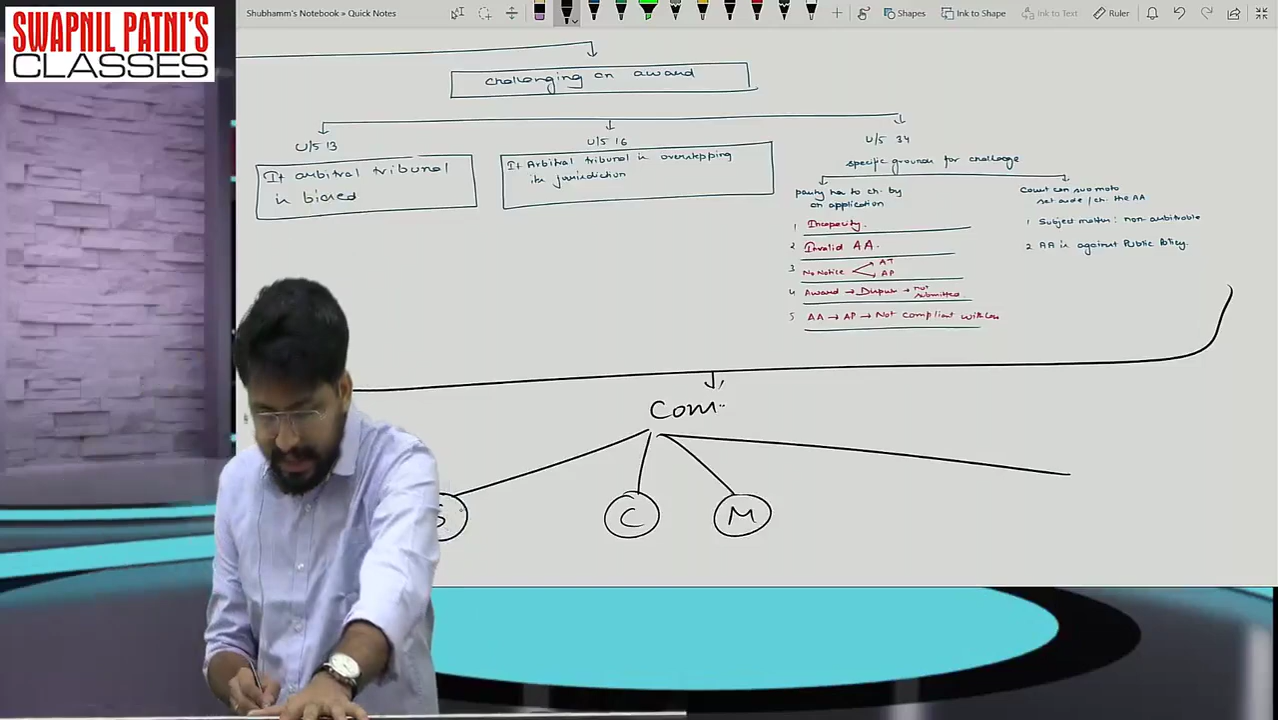 SWAPNIL PATNI'S
CLASSES
Shubhamm's Notebook » Quick Notes
Shapes
Ink to Shape
Ink to Text
Ruler
challenging an award
U/S 13
If arbitral tribunal
is biased
U/S 16
If Arbitral tribunal is overstepping
its jurisdiction
U/S 34
specific grounds for challenge
party has to ch. by
an application
1 Incapacity.
2 Invalid AA.
3 No Notice
AT
AP
4 Award → Dispute → not
submitted
5 AA → AP → Not compliant with law
Court can suo moto
set aside / ch. the AA
1 Subject matter: non arbitrable
2 AA is against Public Policy.
Com.
S
C
M